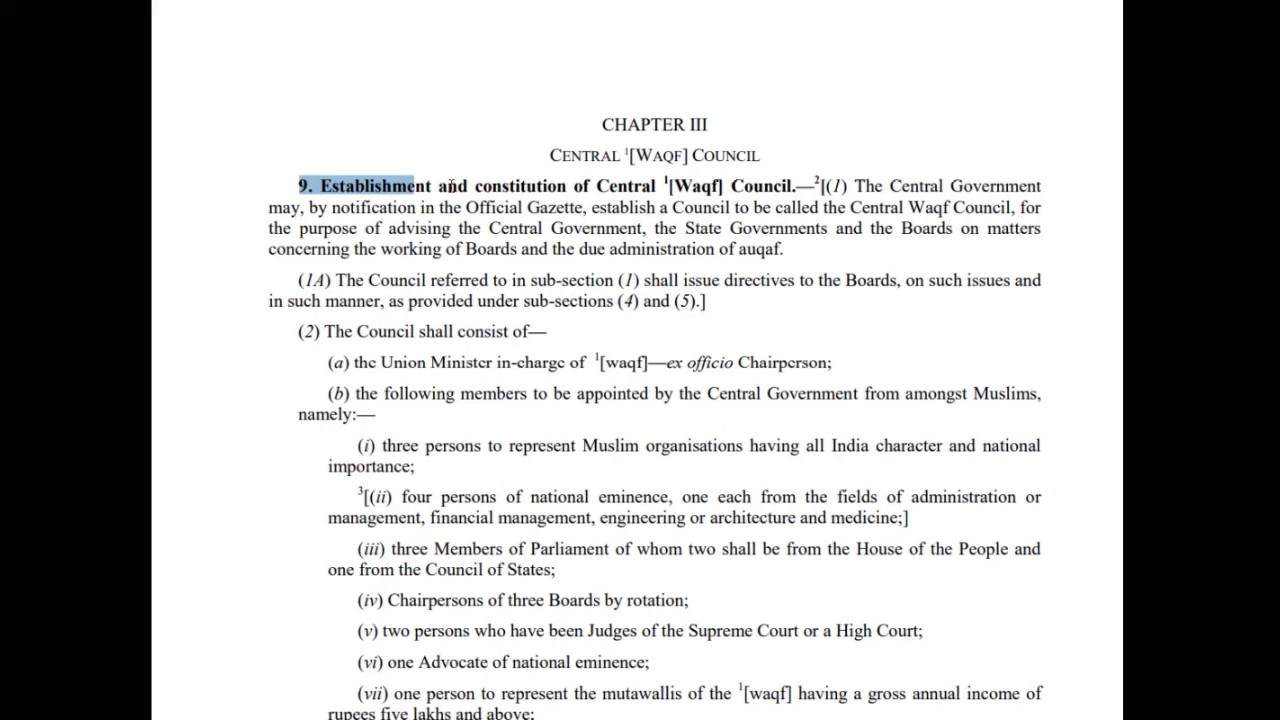 CHAPTER III
CENTRAL ¹[WAQF] COUNCIL
9. Establishment and constitution of Central ¹[Waqf] Council.—²[(1) The Central Government
may, by notification in the Official Gazette, establish a Council to be called the Central Waqf Council, for
the purpose of advising the Central Government, the State Governments and the Boards on matters
concerning the working of Boards and the due administration of auqaf.
(1A) The Council referred to in sub-section (1) shall issue directives to the Boards, on such issues and
in such manner, as provided under sub-sections (4) and (5).]
(2) The Council shall consist of—
(a) the Union Minister in-charge of ¹[waqf]—ex officio Chairperson;
(b) the following members to be appointed by the Central Government from amongst Muslims,
namely:—
(i) three persons to represent Muslim organisations having all India character and national
importance;
³[(ii) four persons of national eminence, one each from the fields of administration or
management, financial management, engineering or architecture and medicine;]
(iii) three Members of Parliament of whom two shall be from the House of the People and
one from the Council of States;
(iv) Chairpersons of three Boards by rotation;
(v) two persons who have been Judges of the Supreme Court or a High Court;
(vi) one Advocate of national eminence;
(vii) one person to represent the mutawallis of the ¹[waqf] having a gross annual income of
rupees five lakhs and above;